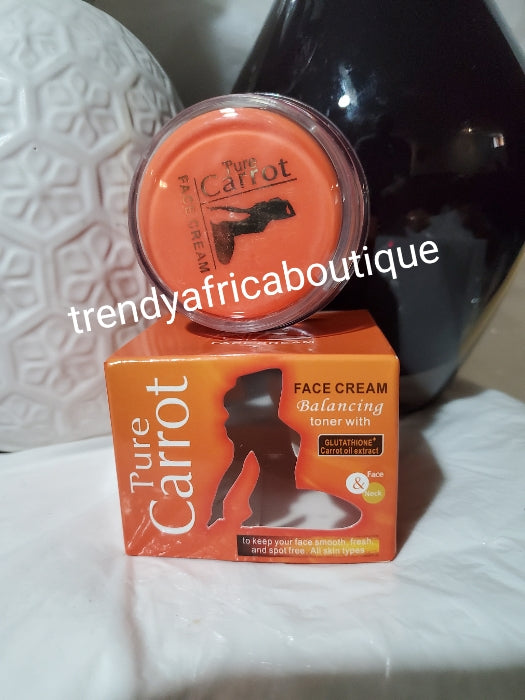 Pure
Carrot
FACE CREAM
trendyafricaboutique
Pure
Carrot
FACE CREAM
Balancing
toner with
GLUTATHIONE+
Carrot oil extract
Face
&
Neck
to keep your face smooth, fresh,
and spot free. All skin types